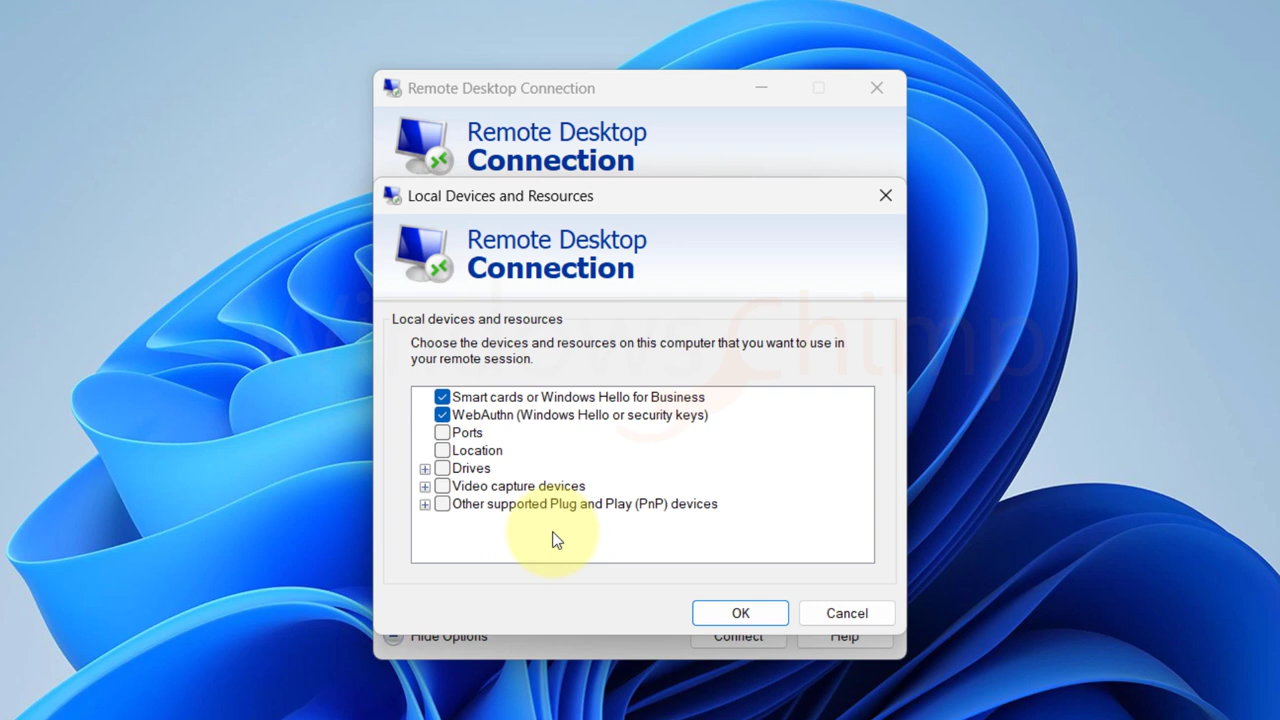 Remote Desktop Connection
Remote Desktop
Connection
Local Devices and Resources
Remote Desktop
Connection
Windows Chimp
Local devices and resources
Choose the devices and resources on this computer that you want to use in
your remote session.
Smart cards or Windows Hello for Business
WebAuthn (Windows Hello or security keys)
Ports
Location
Drives
Video capture devices
Other supported Plug and Play (PnP) devices
OK
Cancel
Hide Options
Connect
Help